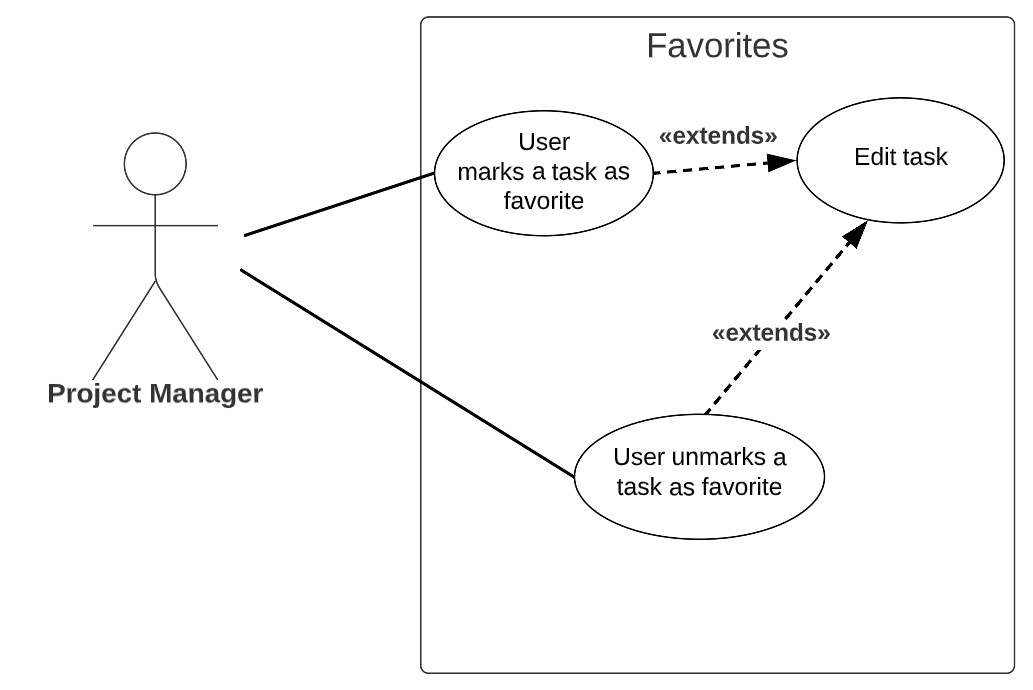 Favorites
User
marks a task as
favorite
«extends»
Edit task
«extends»
Project Manager
User unmarks a
task as favorite